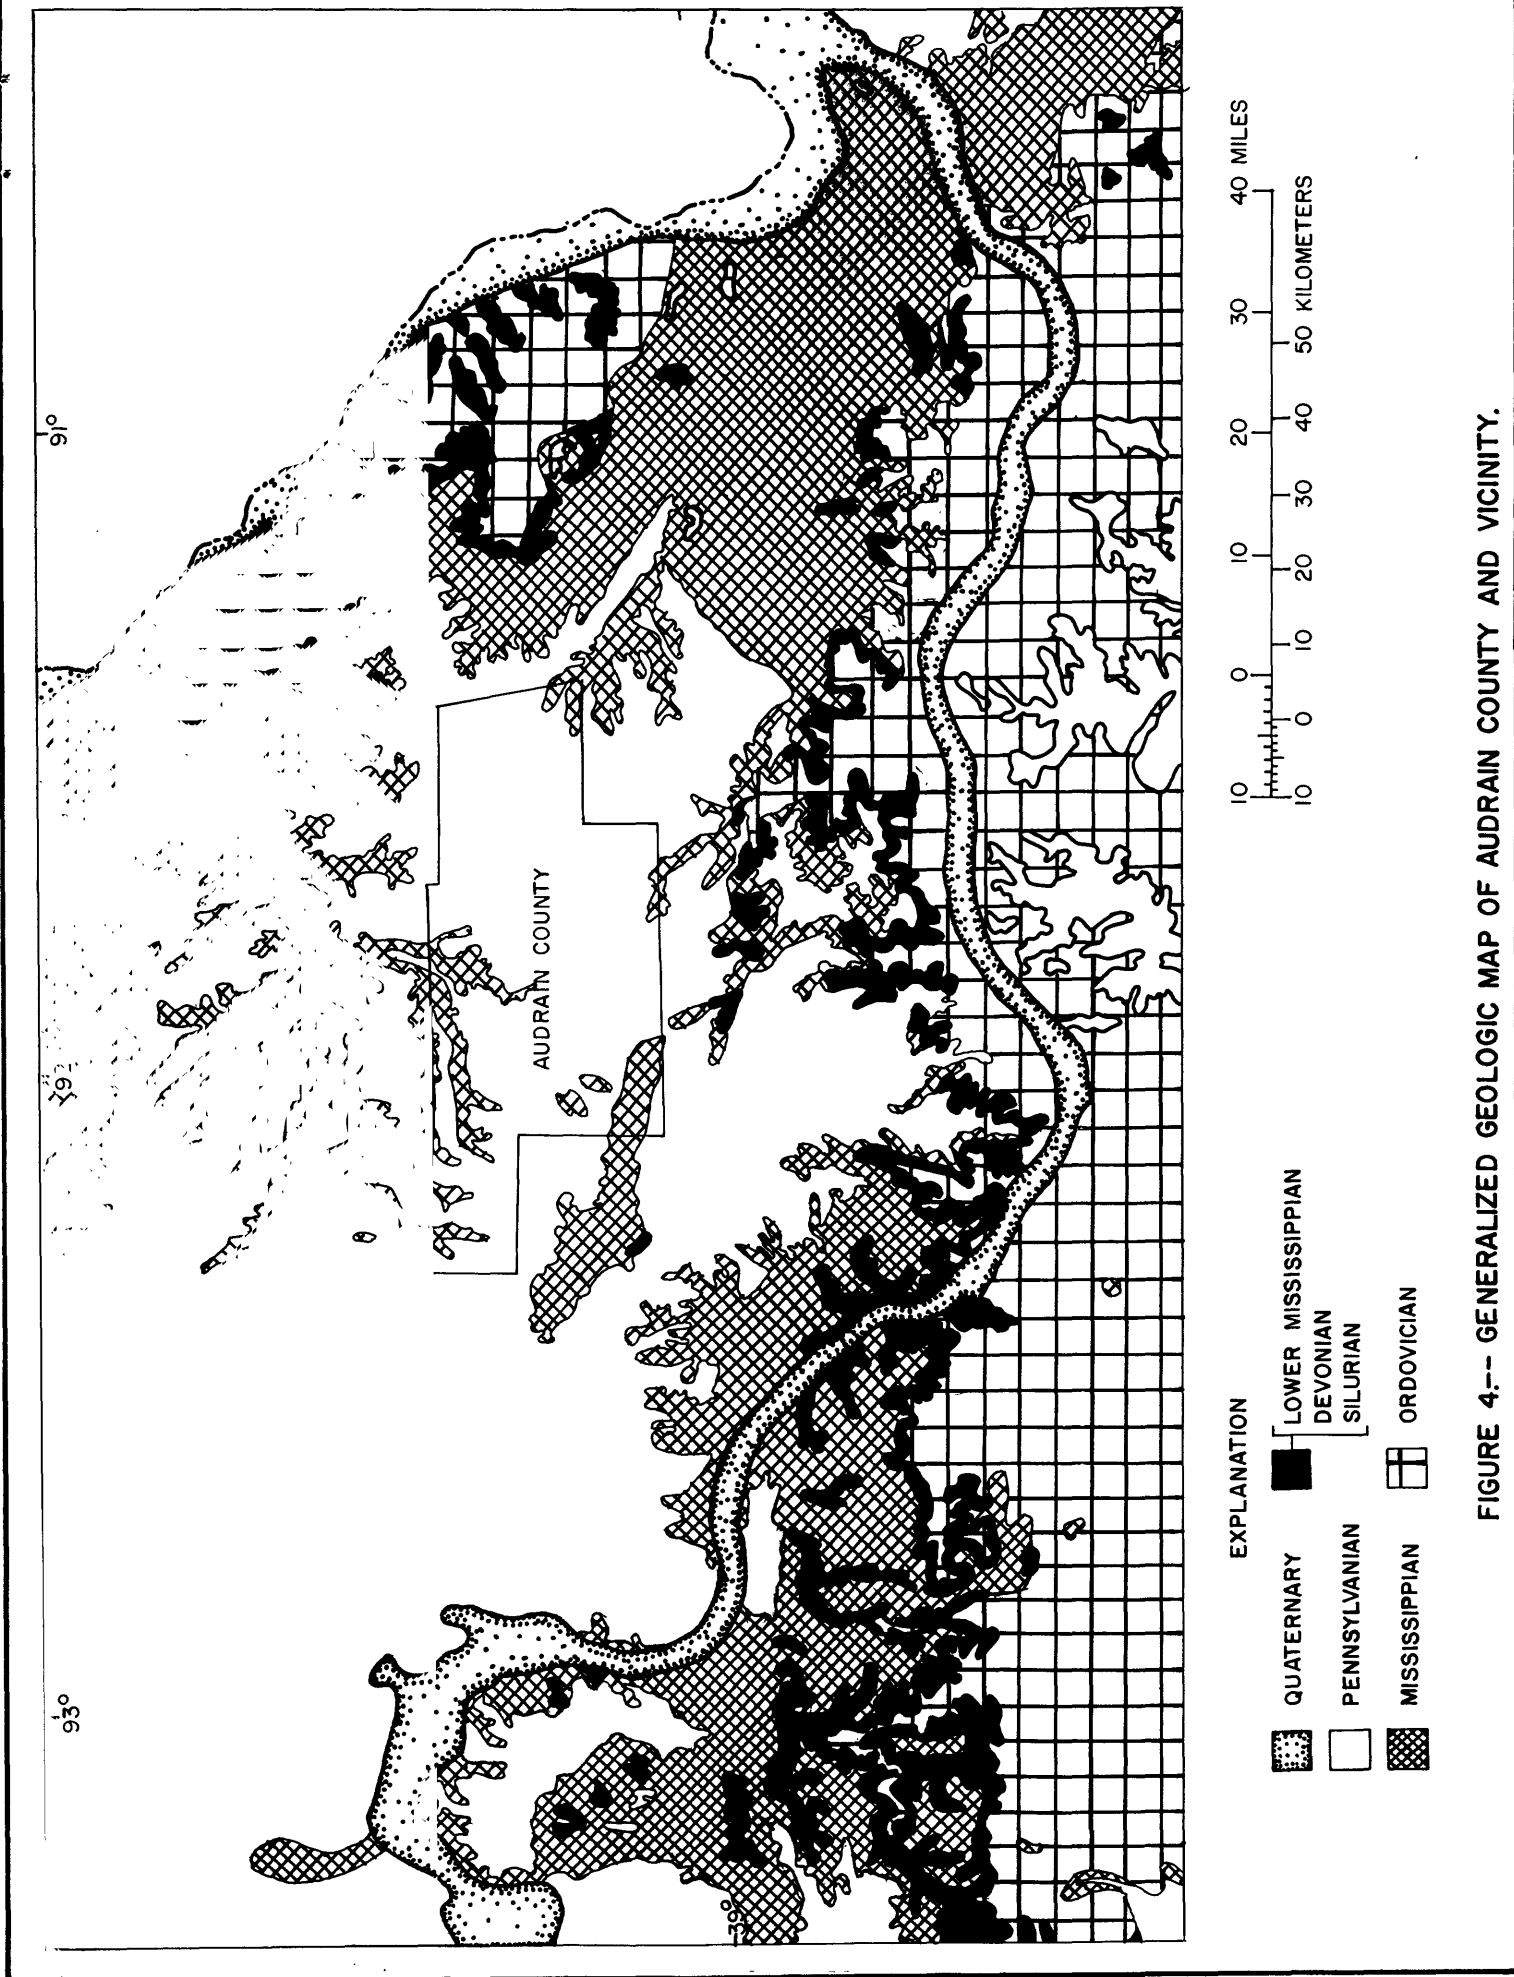 93°
92
91°
39°
AUDRAIN COUNTY
EXPLANATION
QUATERNARY
PENNSYLVANIAN
MISSISSIPPIAN
LOWER MISSISSIPPIAN
DEVONIAN
SILURIAN
ORDOVICIAN
10 0 10 20 30 40 MILES
10 0 10 20 30 40 50 KILOMETERS
FIGURE 4.-- GENERALIZED GEOLOGIC MAP OF AUDRAIN COUNTY AND VICINITY.